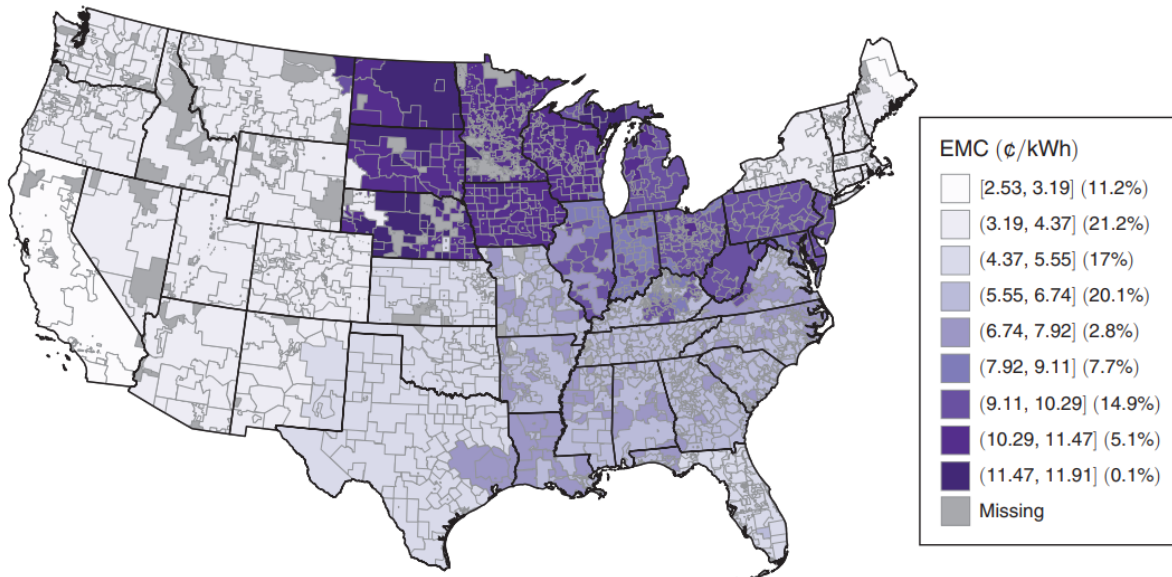 EMC (¢/kWh)
[2.53, 3.19] (11.2%)
(3.19, 4.37] (21.2%)
(4.37, 5.55] (17%)
(5.55, 6.74] (20.1%)
(6.74, 7.92] (2.8%)
(7.92, 9.11] (7.7%)
(9.11, 10.29] (14.9%)
(10.29, 11.47] (5.1%)
(11.47, 11.91] (0.1%)
Missing